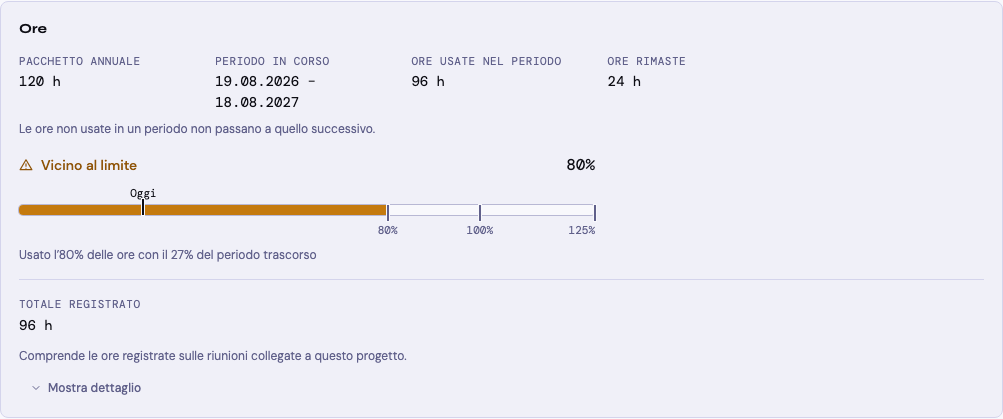 Ore
PACCHETTO ANNUALE
120 h
PERIODO IN CORSO
19.08.2026 –
18.08.2027
ORE USATE NEL PERIODO
96 h
ORE RIMASTE
24 h
Le ore non usate in un periodo non passano a quello successivo.
Vicino al limite
80%
Oggi
80%
100%
125%
Usato l’80% delle ore con il 27% del periodo trascorso
TOTALE REGISTRATO
96 h
Comprende le ore registrate sulle riunioni collegate a questo progetto.
Mostra dettaglio